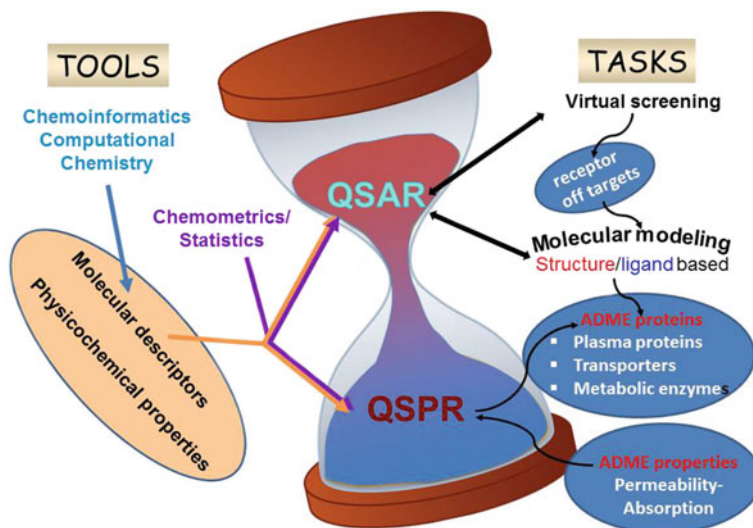 TOOLS
Chemoinformatics
Computational
Chemistry
Chemometrics/
Statistics
Molecular descriptors
Physicochemical properties
QSAR
QSPR
TASKS
Virtual screening
receptor
off targets
Molecular modeling
Structure/ligand based
ADME proteins
▪ Plasma proteins
▪ Transporters
▪ Metabolic enzymes
ADME properties
Permeability-
Absorption